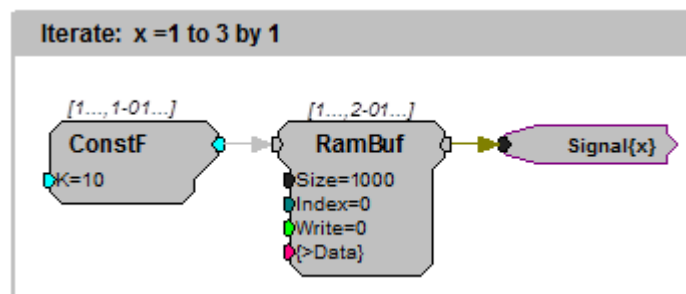 Iterate: x =1 to 3 by 1
[1...,1-01...]
[1...,2-01...]
ConstF
RamBuf
Signal{x}
K=10
Size=1000
Index=0
Write=0
{>Data}